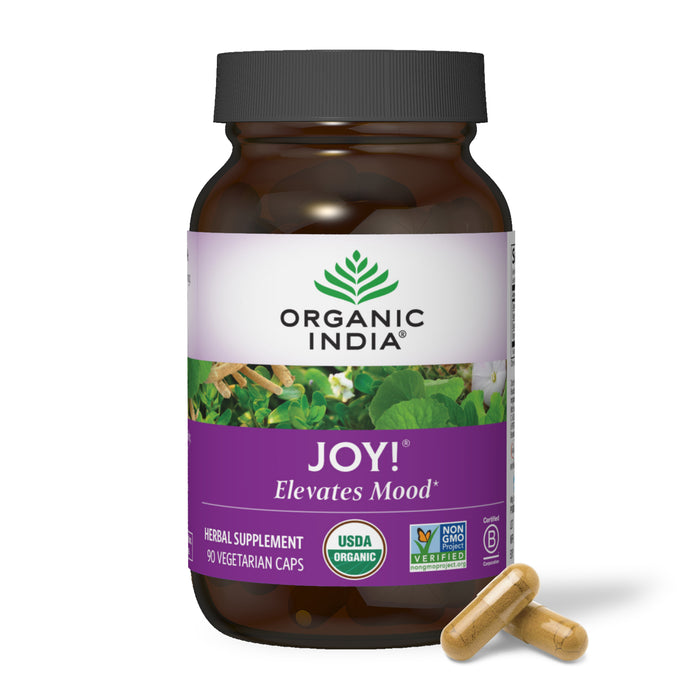 ORGANIC
INDIA®
JOY!®
Elevates Mood*
HERBAL SUPPLEMENT
90 VEGETARIAN CAPS
USDA
ORGANIC
NON
GMO
Project
VERIFIED
nongmoproject.org
Certified
B
Corporation